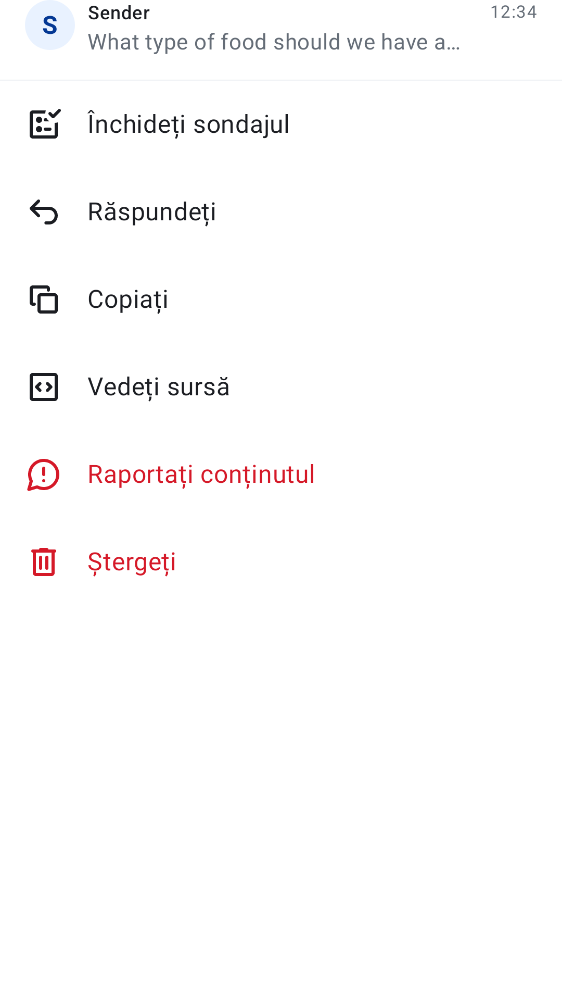 S
Sender
12:34
What type of food should we have a…
Închideți sondajul
Răspundeți
Copiați
Vedeți sursă
Raportați conținutul
Ștergeți